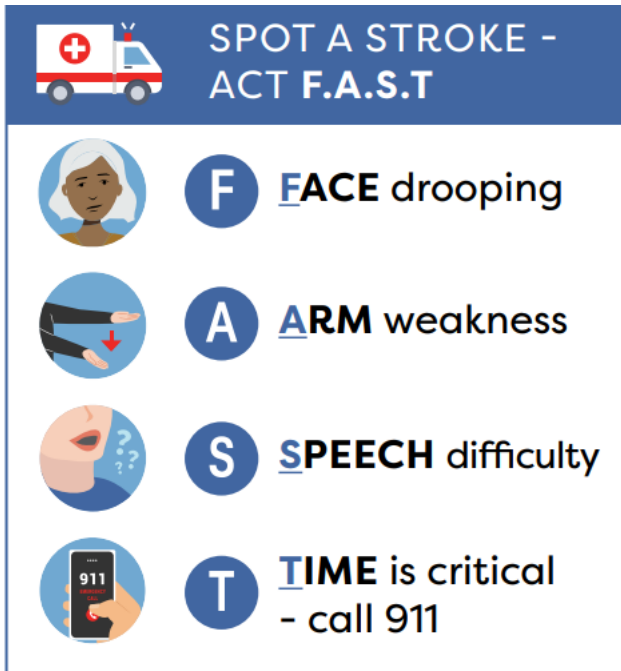 SPOT A STROKE -
ACT F.A.S.T
F
FACE drooping
A
ARM weakness
S
SPEECH difficulty
? ? ? ?
911
T
TIME is critical
- call 911